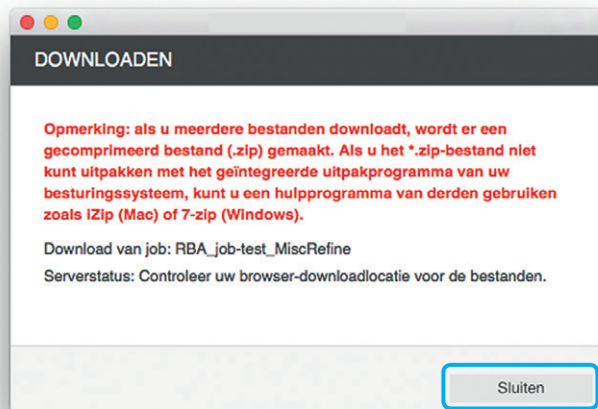 DOWNLOADEN
Opmerking: als u meerdere bestanden downloadt, wordt er een
gecomprimeerd bestand (.zip) gemaakt. Als u het *.zip-bestand niet
kunt uitpakken met het geïntegreerde uitpakprogramma van uw
besturingssysteem, kunt u een hulpprogramma van derden gebruiken
zoals iZip (Mac) of 7-zip (Windows).
Download van job: RBA_job-test_MiscRefine
Serverstatus: Controleer uw browser-downloadlocatie voor de bestanden.
Sluiten